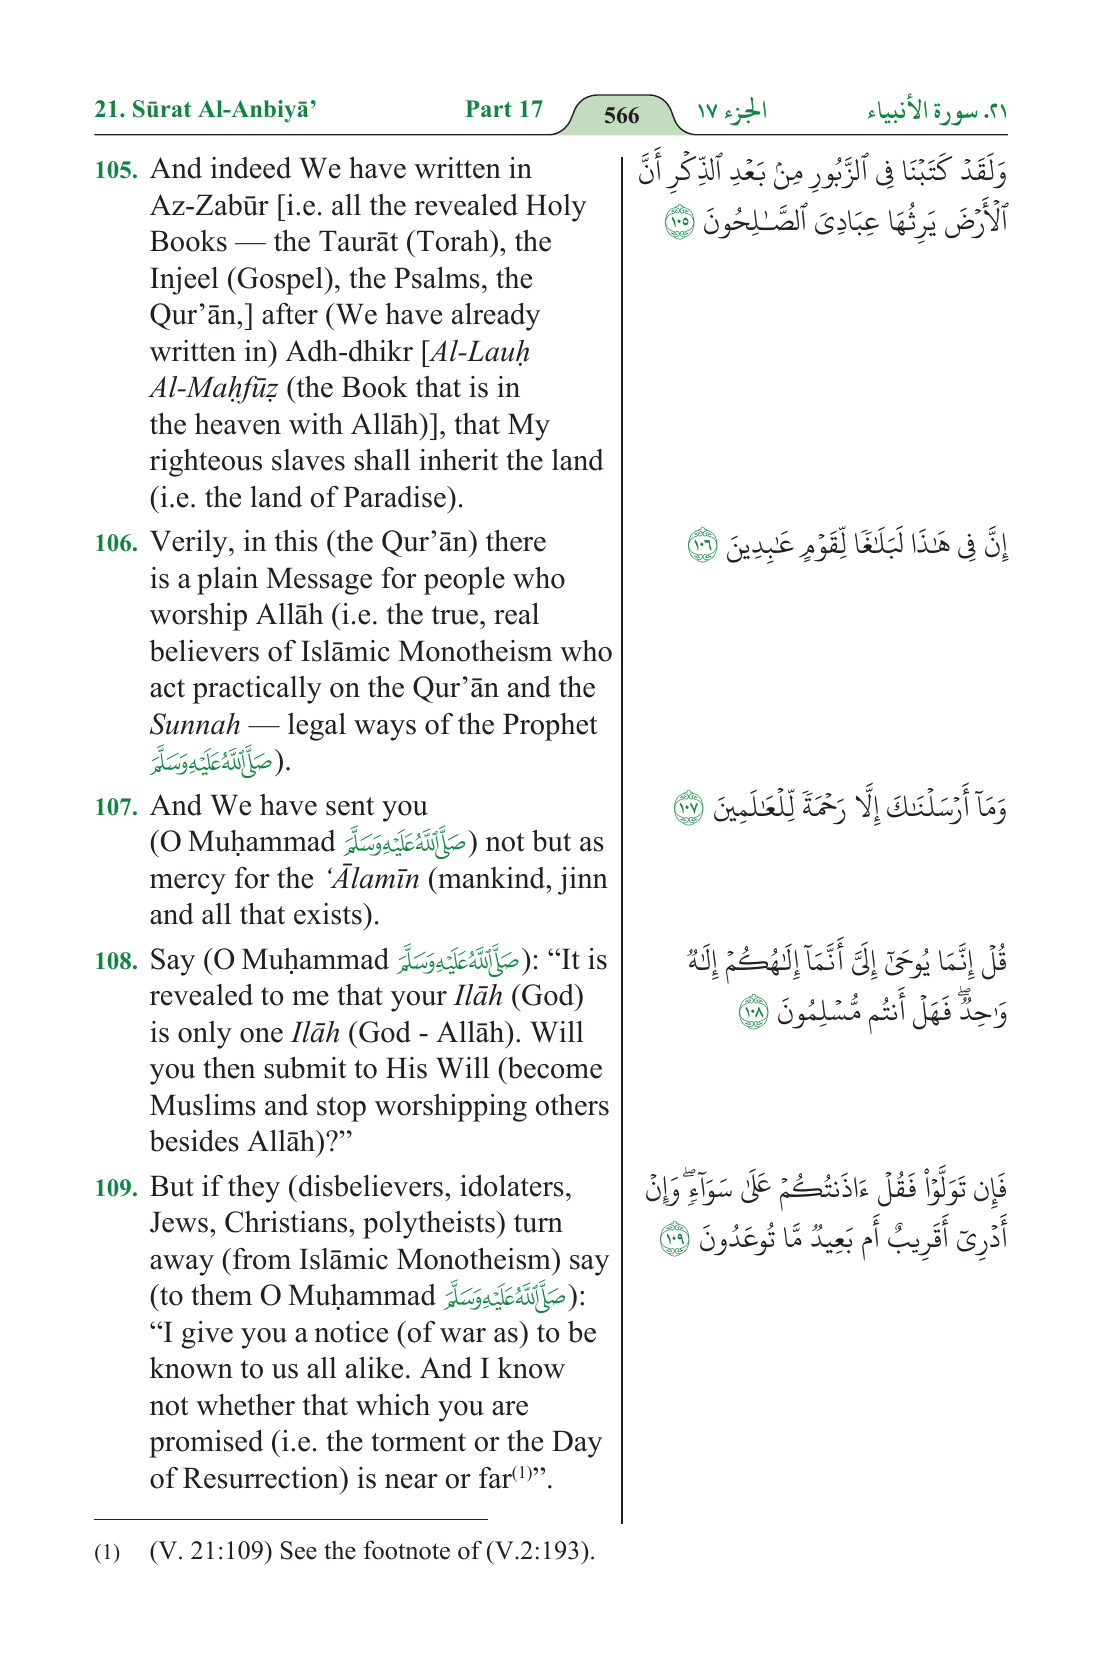 21. Sūrat Al-Anbiyā’ Part 17 566 الجزء ١٧ ٢١. سورة الأنبياء
105. And indeed We have written in
Az-Zabūr [i.e. all the revealed Holy
Books — the Taurāt (Torah), the
Injeel (Gospel), the Psalms, the
Qur’ān,] after (We have already
written in) Adh-dhikr [Al-Lauḥ
Al-Maḥfūẓ (the Book that is in
the heaven with Allāh)], that My
righteous slaves shall inherit the land
(i.e. the land of Paradise).
وَلَقَدۡ كَتَبۡنَا فِي ٱلزَّبُورِ مِنۢ بَعۡدِ ٱلذِّكۡرِ أَنَّ
ٱلۡأَرۡضَ يَرِثُهَا عِبَادِيَ ٱلصَّٰلِحُونَ ١٠٥
106. Verily, in this (the Qur’ān) there
is a plain Message for people who
worship Allāh (i.e. the true, real
believers of Islāmic Monotheism who
act practically on the Qur’ān and the
Sunnah — legal ways of the Prophet
صَلَّى ٱللَّهُ عَلَيْهِ وَسَلَّمَ).
إِنَّ فِي هَٰذَا لَبَلَٰغٗا لِّقَوۡمٍ عَٰبِدِينَ ١٠٦
107. And We have sent you
(O Muḥammad صَلَّى ٱللَّهُ عَلَيْهِ وَسَلَّمَ) not but as
mercy for the ‘Ālamīn (mankind, jinn
and all that exists).
وَمَآ أَرۡسَلۡنَٰكَ إِلَّا رَحۡمَةٗ لِّلۡعَٰلَمِينَ ١٠٧
108. Say (O Muḥammad صَلَّى ٱللَّهُ عَلَيْهِ وَسَلَّمَ): “It is
revealed to me that your Ilāh (God)
is only one Ilāh (God - Allāh). Will
you then submit to His Will (become
Muslims and stop worshipping others
besides Allāh)?”
قُلۡ إِنَّمَا يُوحَىٰٓ إِلَيَّ أَنَّمَآ إِلَٰهُكُمۡ إِلَٰهٞ
وَٰحِدٞۖ فَهَلۡ أَنتُم مُّسۡلِمُونَ ١٠٨
109. But if they (disbelievers, idolaters,
Jews, Christians, polytheists) turn
away (from Islāmic Monotheism) say
(to them O Muḥammad صَلَّى ٱللَّهُ عَلَيْهِ وَسَلَّمَ):
“I give you a notice (of war as) to be
known to us all alike. And I know
not whether that which you are
promised (i.e. the torment or the Day
of Resurrection) is near or far(1)”.
فَإِن تَوَلَّوۡاْ فَقُلۡ ءَاذَنتُكُمۡ عَلَىٰ سَوَآءٖۖ وَإِنۡ
أَدۡرِيٓ أَقَرِيبٌ أَم بَعِيدٞ مَّا تُوعَدُونَ ١٠٩
(1) (V. 21:109) See the footnote of (V.2:193).